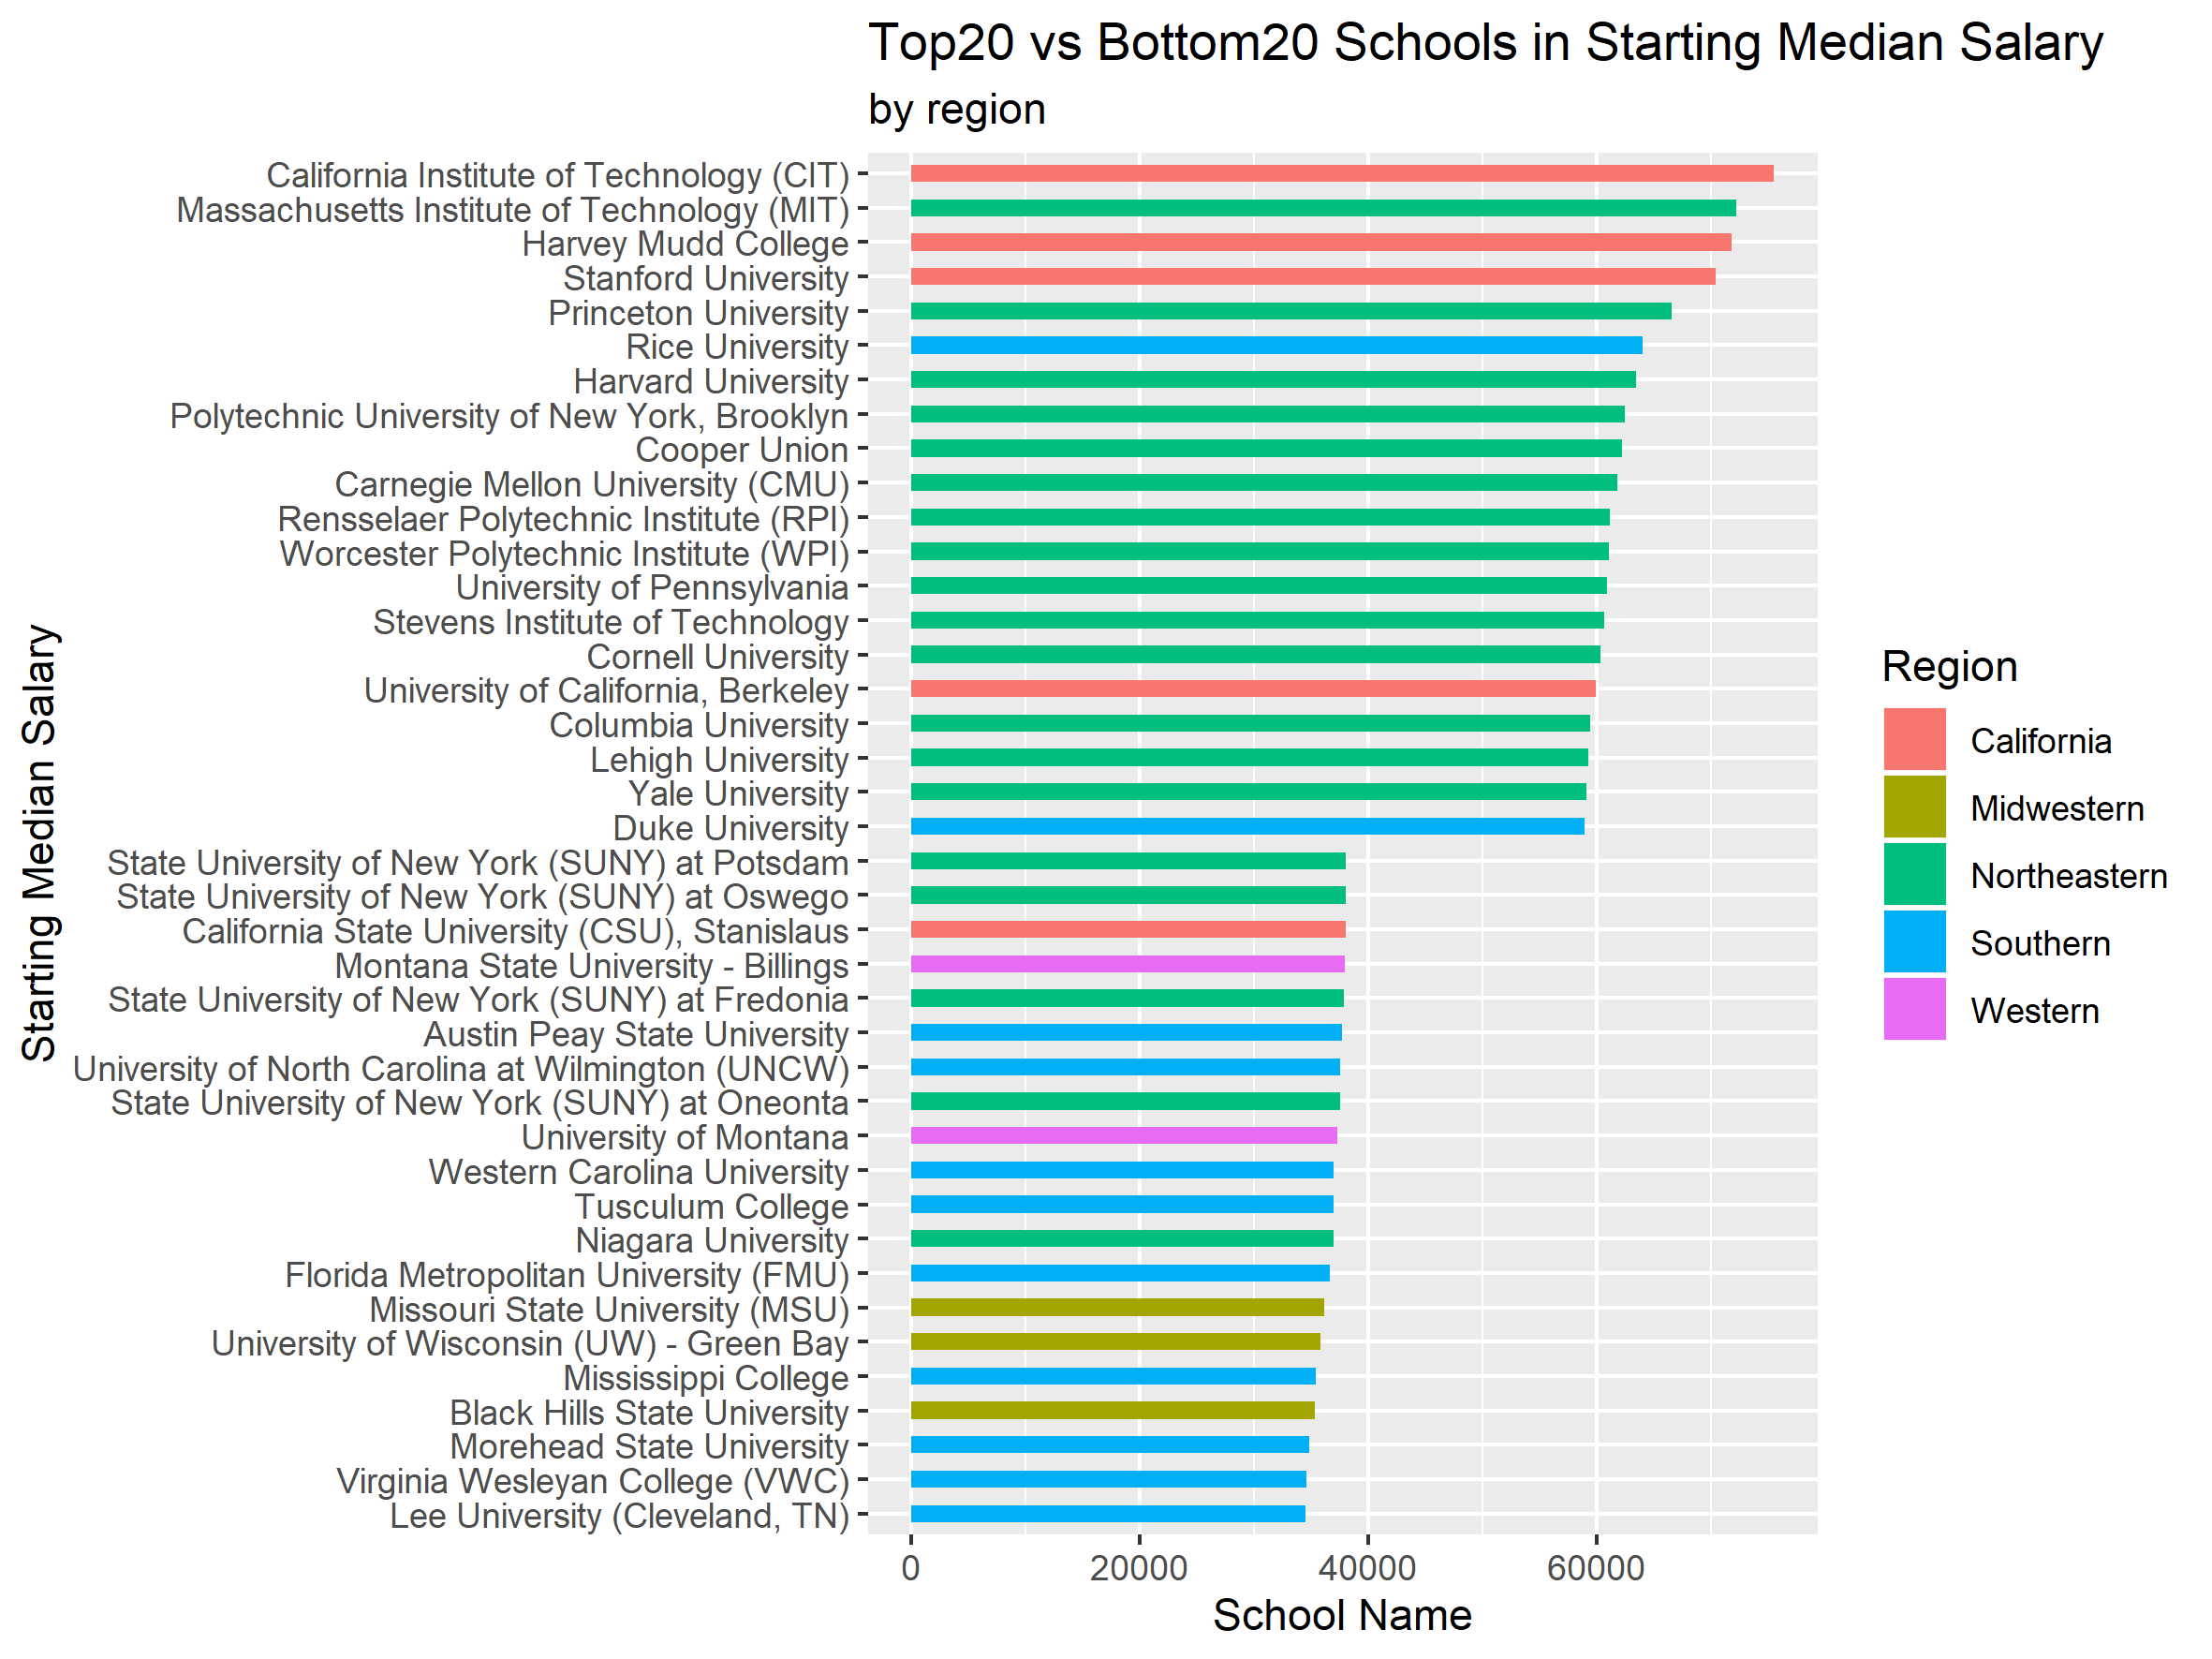 Top20 vs Bottom20 Schools in Starting Median Salary
by region
California Institute of Technology (CIT)
Massachusetts Institute of Technology (MIT)
Harvey Mudd College
Stanford University
Princeton University
Rice University
Harvard University
Polytechnic University of New York, Brooklyn
Cooper Union
Carnegie Mellon University (CMU)
Rensselaer Polytechnic Institute (RPI)
Worcester Polytechnic Institute (WPI)
University of Pennsylvania
Stevens Institute of Technology
Cornell University
University of California, Berkeley
Columbia University
Lehigh University
Yale University
Duke University
State University of New York (SUNY) at Potsdam
State University of New York (SUNY) at Oswego
California State University (CSU), Stanislaus
Montana State University - Billings
State University of New York (SUNY) at Fredonia
Austin Peay State University
University of North Carolina at Wilmington (UNCW)
State University of New York (SUNY) at Oneonta
University of Montana
Western Carolina University
Tusculum College
Niagara University
Florida Metropolitan University (FMU)
Missouri State University (MSU)
University of Wisconsin (UW) - Green Bay
Mississippi College
Black Hills State University
Morehead State University
Virginia Wesleyan College (VWC)
Lee University (Cleveland, TN)
Starting Median Salary
0 20000 40000 60000
School Name
Region
California
Midwestern
Northeastern
Southern
Western